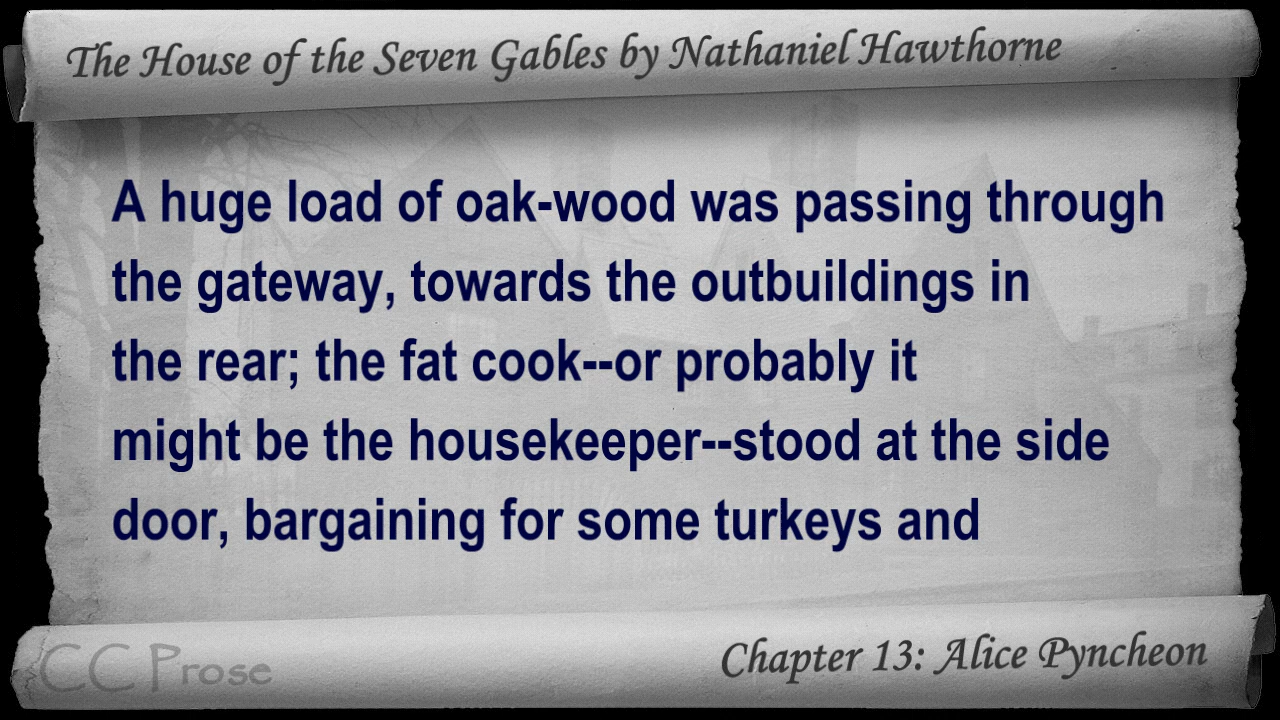 The House of the Seven Gables by Nathaniel Hawthorne
A huge load of oak-wood was passing through
the gateway, towards the outbuildings in
the rear; the fat cook--or probably it
might be the housekeeper--stood at the side
door, bargaining for some turkeys and
CC Prose
Chapter 13: Alice Pyncheon